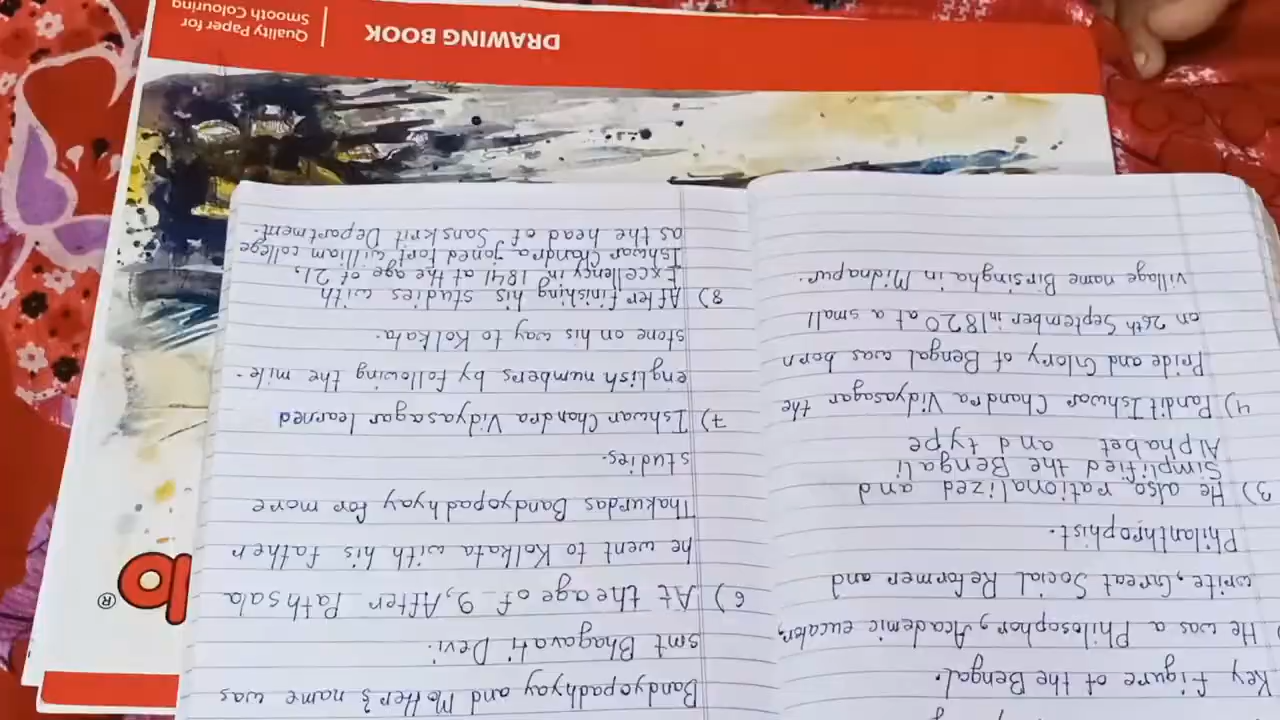 Key figure of the Bengal.
He was a Philosophor, Academic eucator,
write, Great Social Reformer and
Philanthrophist.
3) He also rationalized and
Simplified the Bengali
Alphabet and type
4) Pandit Ishwar Chandra Vidyasagar the
Pride and Glory of Bengal was born
on 26th September in 1820 at a small
village name Birsingha in Midnapur.
Bandyopadhyay and Mother's name was
smt Bhagavati Devi.
6) At the age of 9, After Pathsala
he went to Kolkata with his father
Thakurdas Bandyopadhyay for more
studies.
7) Ishwar Chandra Vidyasagar learned
english numbers by following the mile-
stone on his way to Kolkata.
8) After finishing his studies with
Excellency in 1841 at the age of 21,
Ishwar Chandra joined fort william college
as the head of Sanskrit Department.
DRAWING BOOK
Quality Paper for
Smooth Colouring